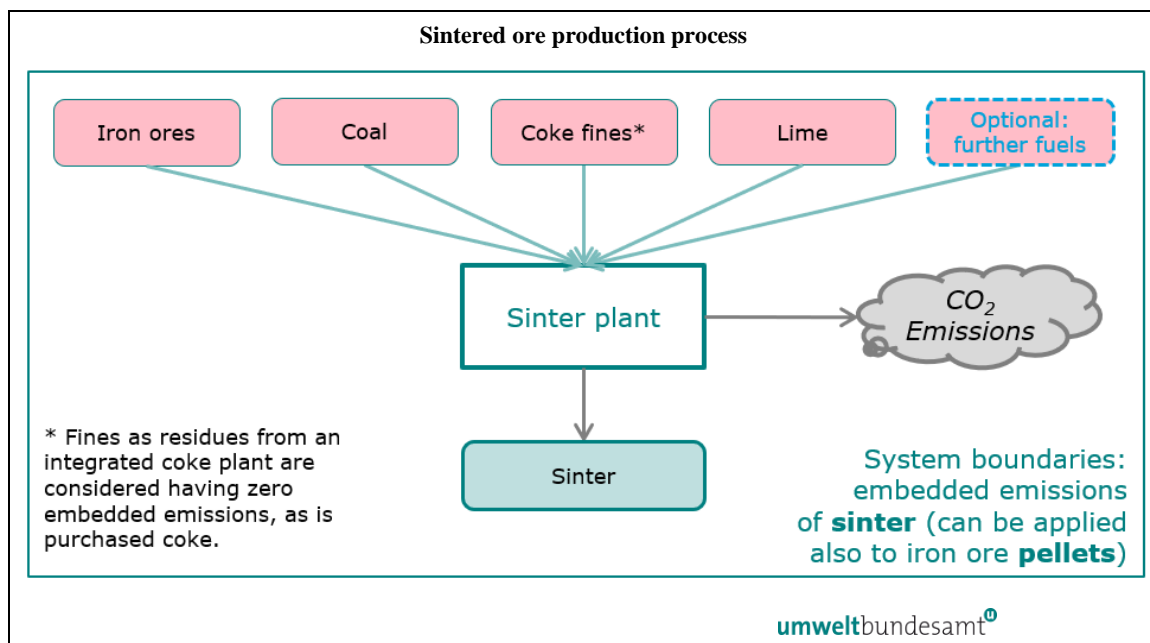 Sintered ore production process
Iron ores
Coal
Coke fines*
Lime
Optional:
further fuels
Sinter plant
CO2
Emissions
Sinter
* Fines as residues from an
integrated coke plant are
considered having zero
embedded emissions, as is
purchased coke.
System boundaries:
embedded emissions
of sinter (can be applied
also to iron ore pellets)
umweltbundesamt u